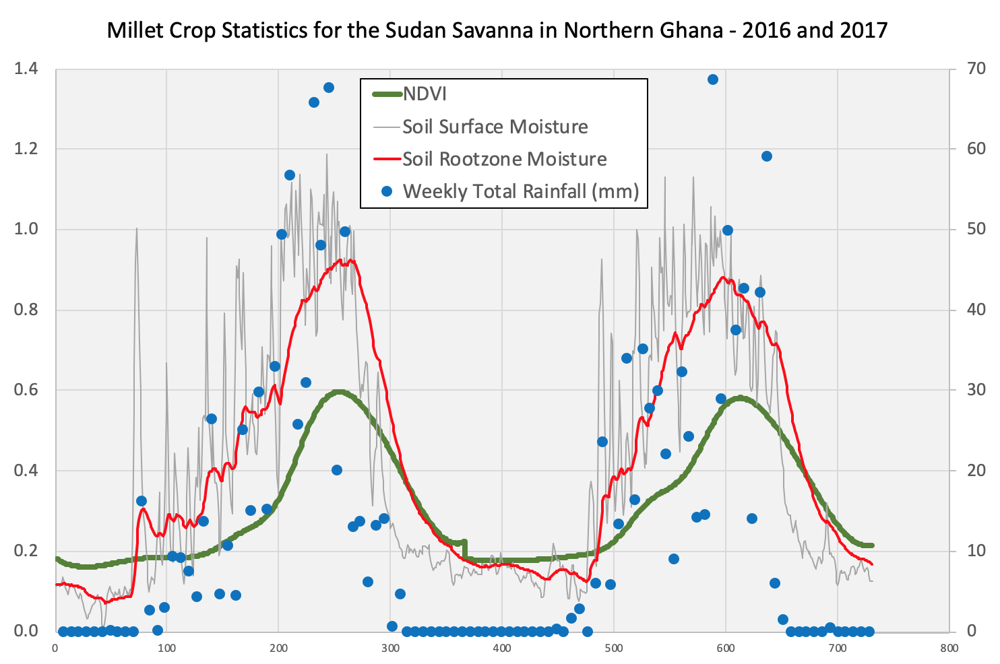 Millet Crop Statistics for the Sudan Savanna in Northern Ghana - 2016 and 2017
1.4
1.2
1.0
0.8
0.6
0.4
0.2
0.0
NDVI
Soil Surface Moisture
Soil Rootzone Moisture
Weekly Total Rainfall (mm)
70
60
50
40
30
20
10
0
0 100 200 300 400 500 600 700 800